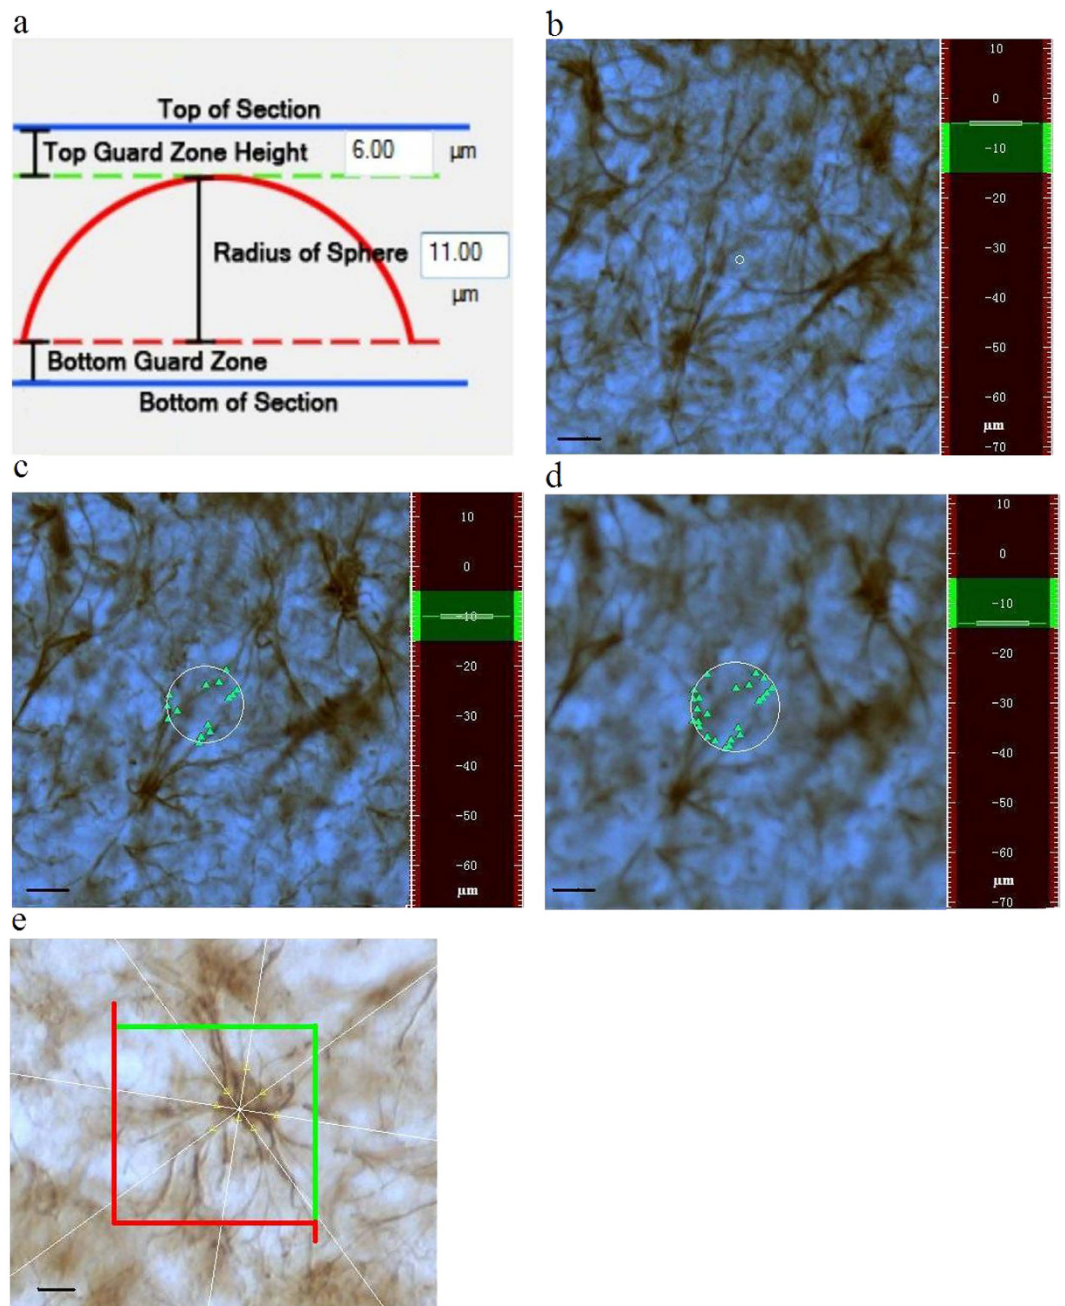 a
Top of Section
Top Guard Zone Height 6.00 µm
Radius of Sphere 11.00
µm
Bottom Guard Zone
Bottom of Section
b
10
0
-10
-20
-30
-40
-50
-60
µm
-70
c
10
0
-10
-20
-30
-40
-50
-60
µm
d
10
0
-10
-20
-30
-40
-50
-60
µm
-70
e